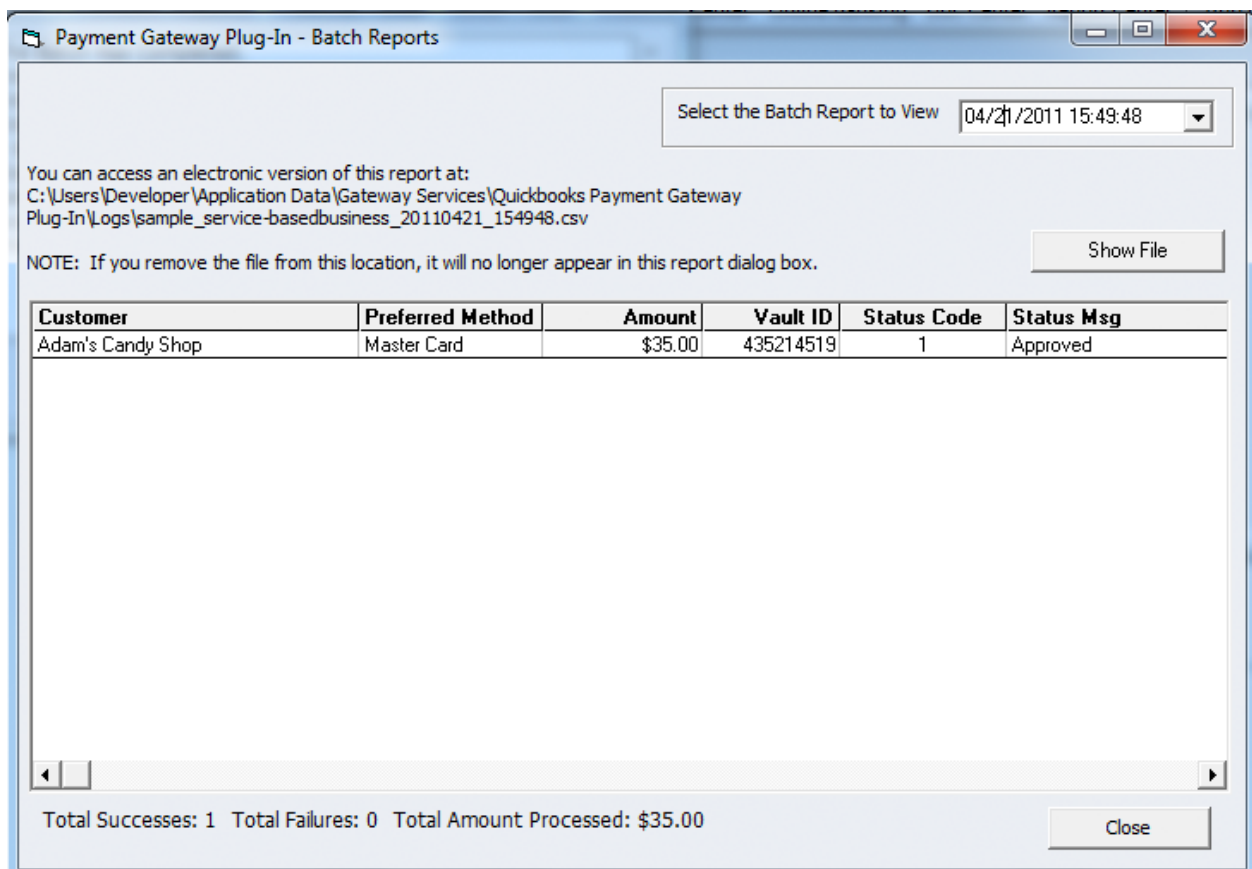 Payment Gateway Plug-In - Batch Reports
Select the Batch Report to View 04/21/2011 15:49:48
You can access an electronic version of this report at:
C:\Users\Developer\Application Data\Gateway Services\Quickbooks Payment Gateway
Plug-In\Logs\sample_service-basedbusiness_20110421_154948.csv
Show File
NOTE:  If you remove the file from this location, it will no longer appear in this report dialog box.
Customer Preferred Method Amount Vault ID Status Code Status Msg
Adam's Candy Shop Master Card $35.00 435214519 1 Approved
Total Successes: 1 Total Failures: 0 Total Amount Processed: $35.00
Close